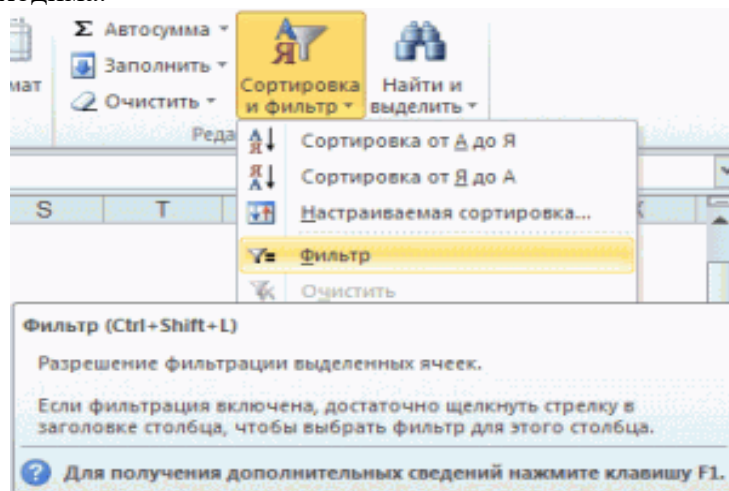 Σ Автосумма
Заполнить
Очистить
мат
Сортировка
и фильтр
Найти и
выделить
Реда
Сортировка от А до Я
Сортировка от Я до А
Настраиваемая сортировка...
S T
Фильтр
Очистить
Фильтр (Ctrl+Shift+L)
Разрешение фильтрации выделенных ячеек.
Если фильтрация включена, достаточно щелкнуть стрелку в
заголовке столбца, чтобы выбрать фильтр для этого столбца.
Для получения дополнительных сведений нажмите клавишу F1.